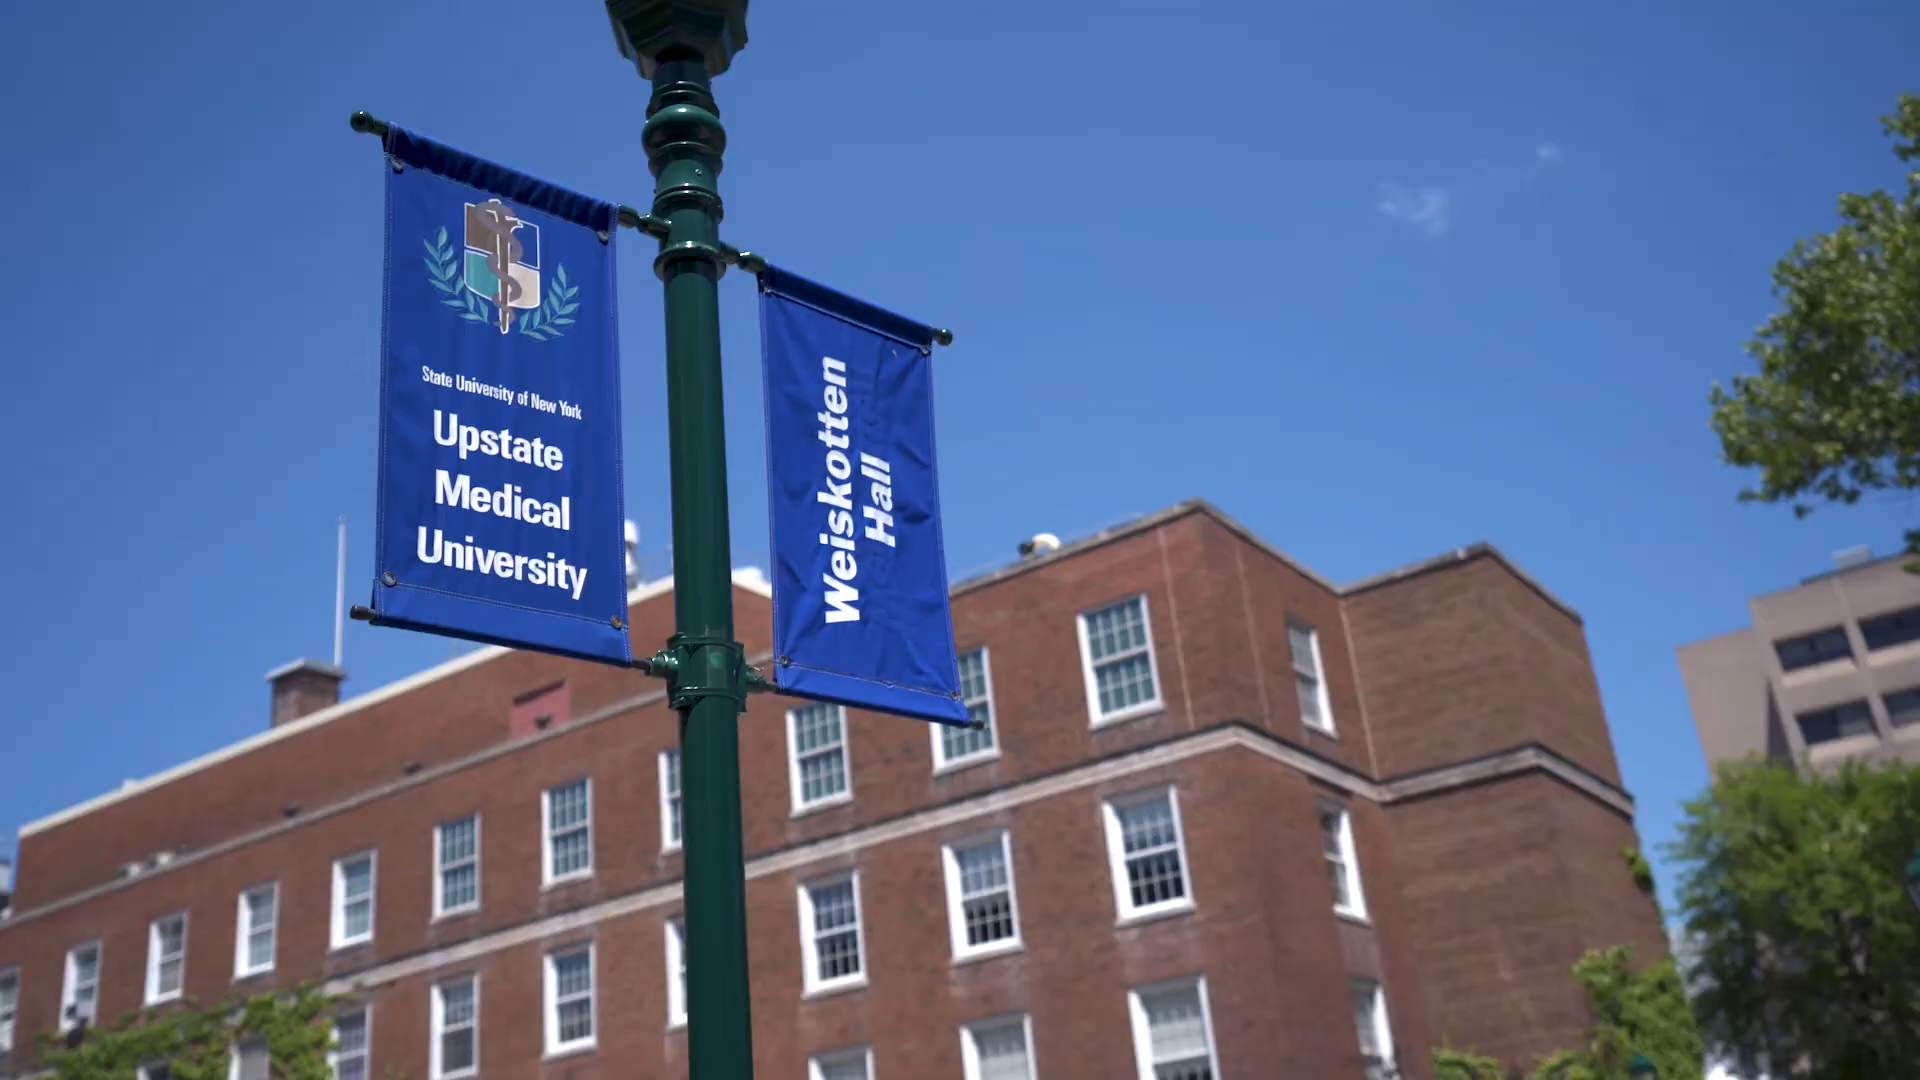 State University of New York
Upstate
Medical
University
Weiskotten
Hall